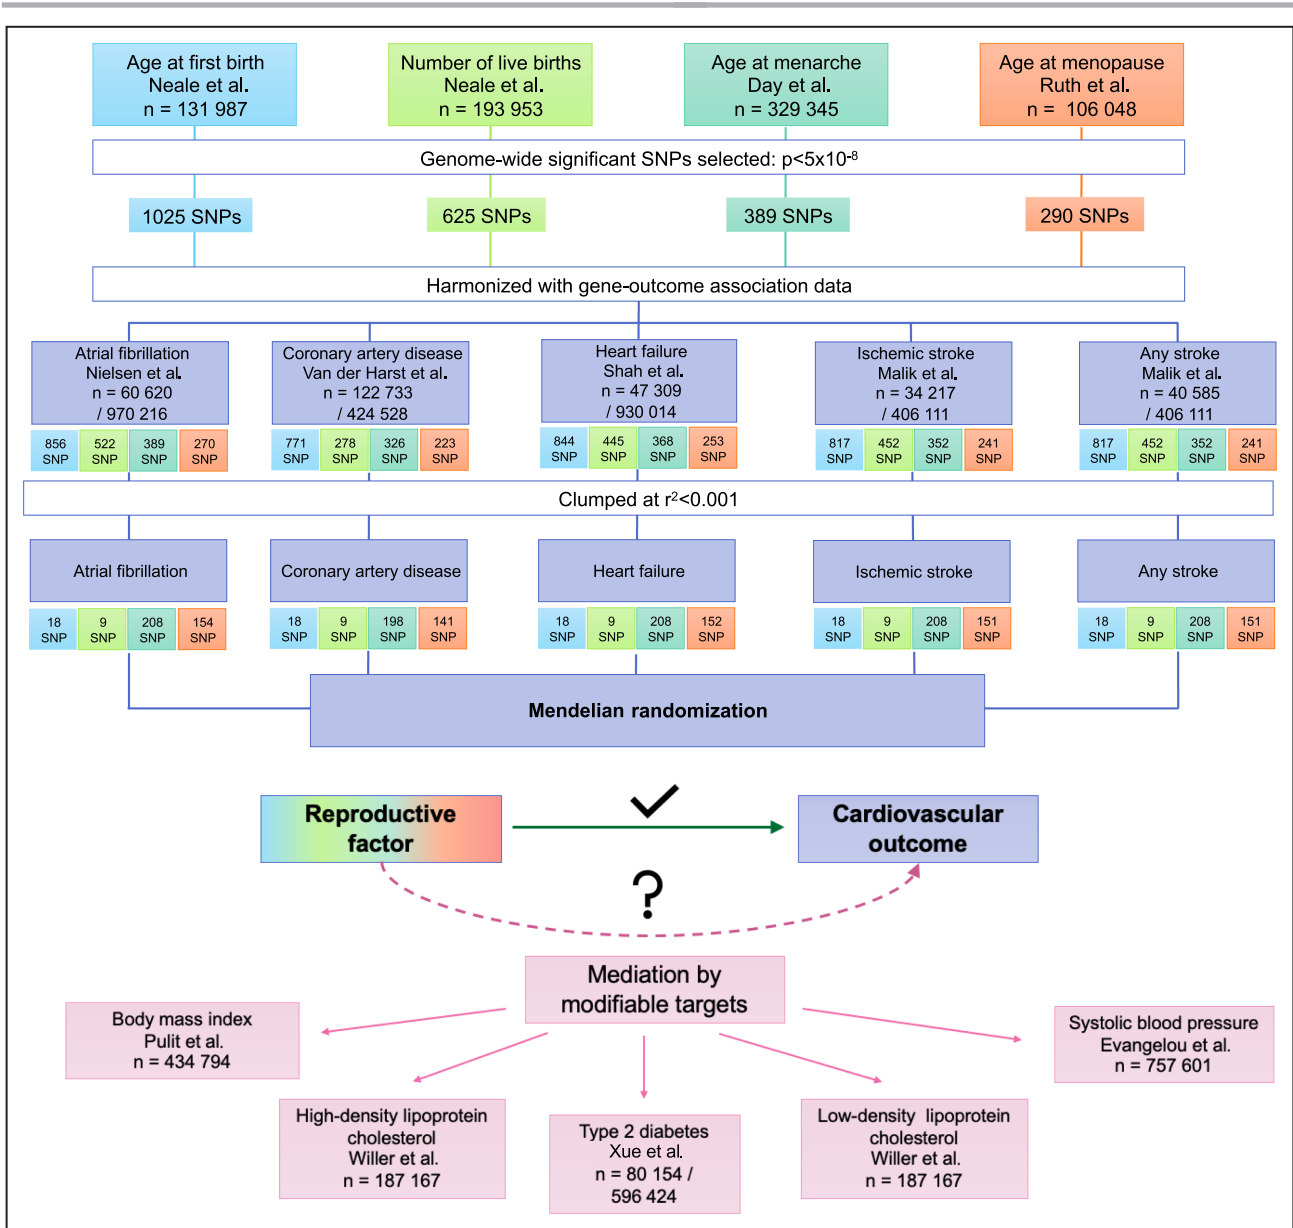 Age at first birth
Neale et al.
n = 131 987
Number of live births
Neale et al.
n = 193 953
Age at menarche
Day et al.
n = 329 345
Age at menopause
Ruth et al.
n =  106 048
Genome-wide significant SNPs selected: p<5x10⁻⁸
1025 SNPs
625 SNPs
389 SNPs
290 SNPs
Harmonized with gene-outcome association data
Atrial fibrillation
Nielsen et al.
n = 60 620
/ 970 216
Coronary artery disease
Van der Harst et al.
n = 122 733
/ 424 528
Heart failure
Shah et al.
n = 47 309
/ 930 014
Ischemic stroke
Malik et al.
n = 34 217
/ 406 111
Any stroke
Malik et al.
n = 40 585
/ 406 111
856
SNP
522
SNP
389
SNP
270
SNP
771
SNP
278
SNP
326
SNP
223
SNP
844
SNP
445
SNP
368
SNP
253
SNP
817
SNP
452
SNP
352
SNP
241
SNP
817
SNP
452
SNP
352
SNP
241
SNP
Clumped at r²<0.001
Atrial fibrillation
Coronary artery disease
Heart failure
Ischemic stroke
Any stroke
18
SNP
9
SNP
208
SNP
154
SNP
18
SNP
9
SNP
198
SNP
141
SNP
18
SNP
9
SNP
208
SNP
152
SNP
18
SNP
9
SNP
208
SNP
151
SNP
18
SNP
9
SNP
208
SNP
151
SNP
Mendelian randomization
Reproductive
factor
Cardiovascular
outcome
?
Mediation by
modifiable targets
Body mass index
Pulit et al.
n = 434 794
Systolic blood pressure
Evangelou et al.
n = 757 601
High-density lipoprotein
cholesterol
Willer et al.
n = 187 167
Type 2 diabetes
Xue et al.
n = 80 154 /
596 424
Low-density  lipoprotein
cholesterol
Willer et al.
n = 187 167